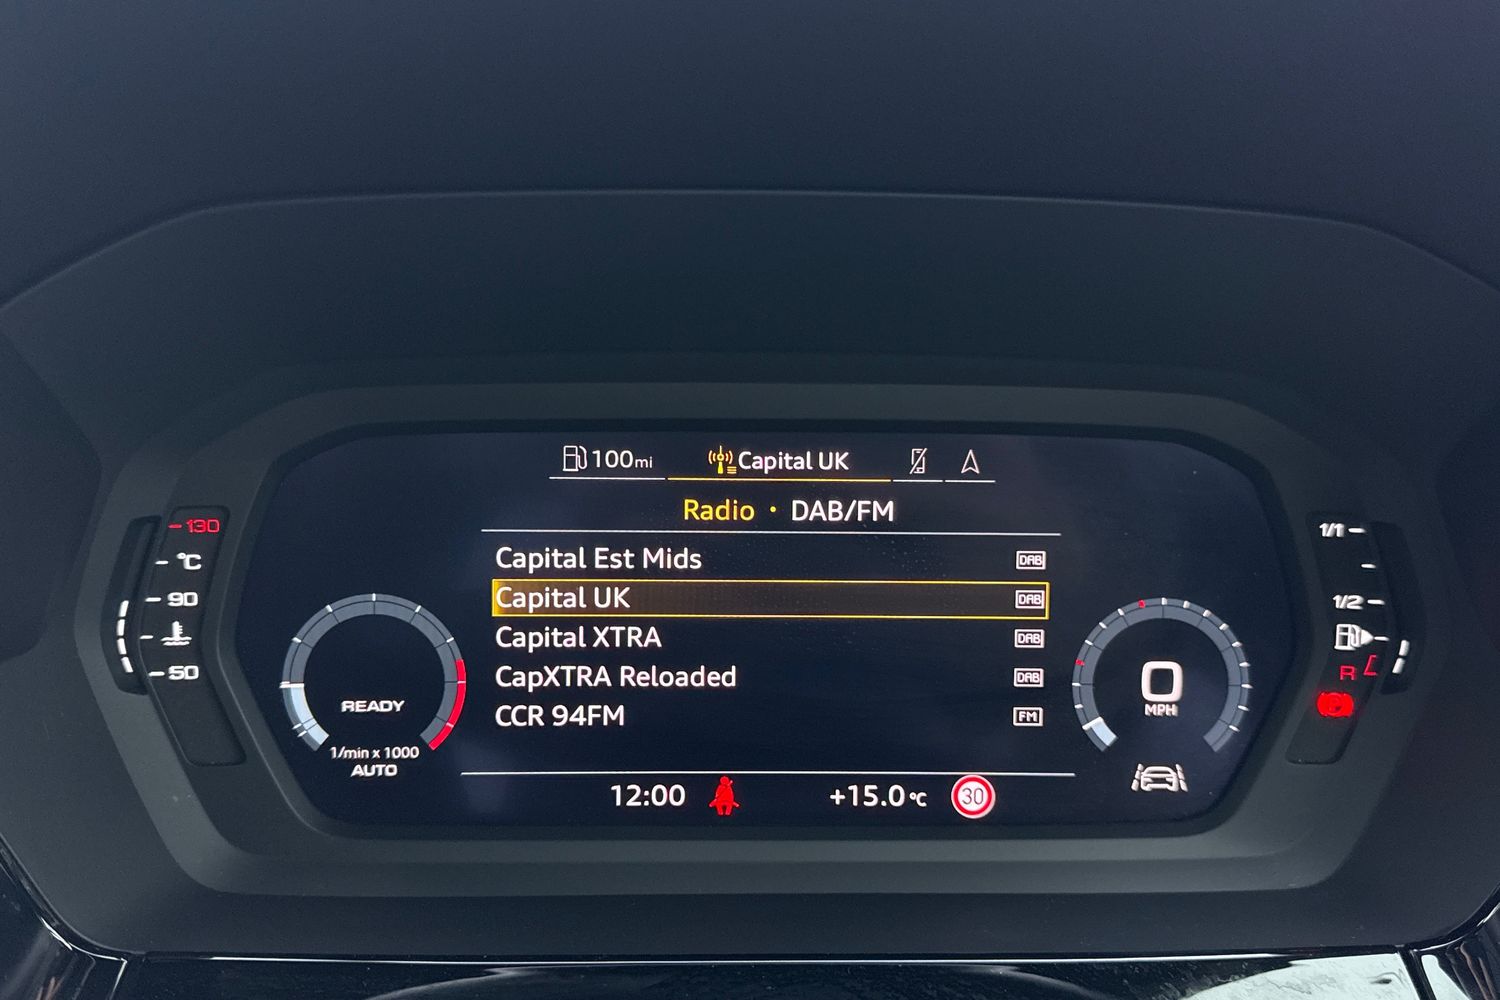 100mi
Capital UK
Radio • DAB/FM
Capital Est Mids DAB
Capital UK DAB
Capital XTRA DAB
CapXTRA Reloaded DAB
CCR 94FM FM
12:00
+15.0 °C
30
130
°C
90
50
READY
1/min x 1000
AUTO
0
MPH
1/1
1/2
R